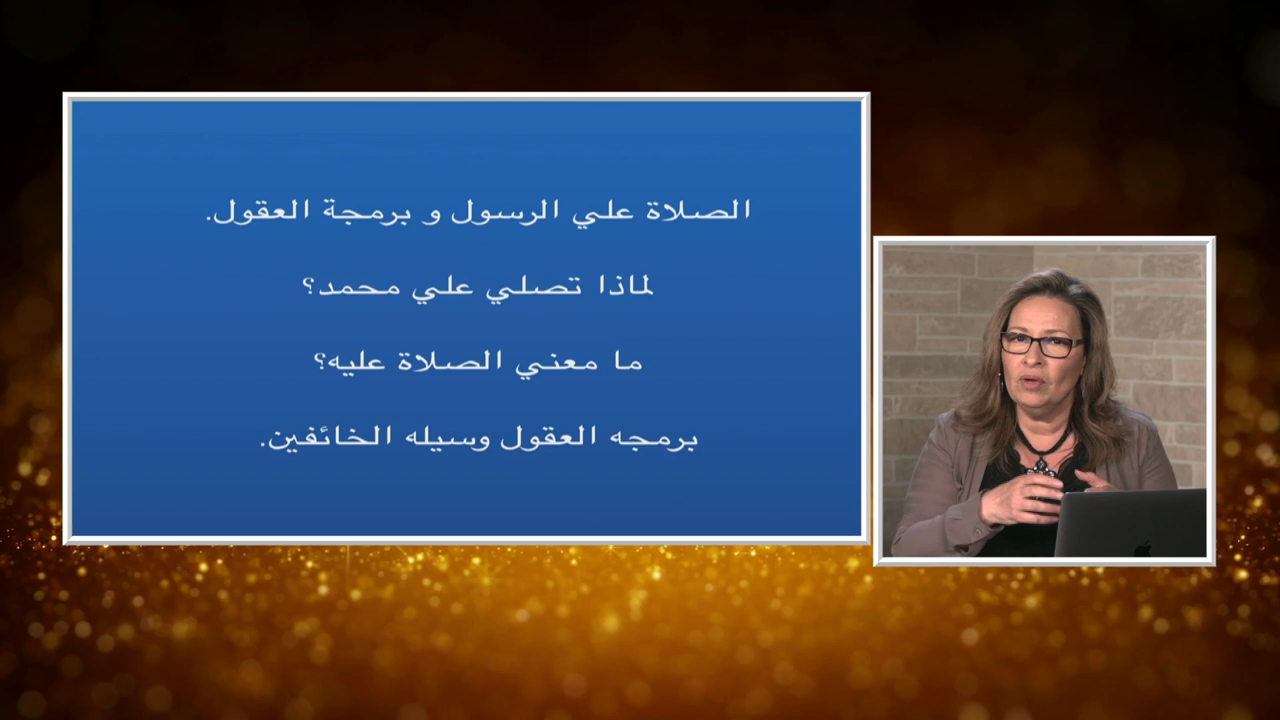 الصلاة علي الرسول و برمجة العقول.
لماذا تصلي علي محمد؟
ما معني الصلاة عليه؟
برمجه العقول وسيله الخائفين.